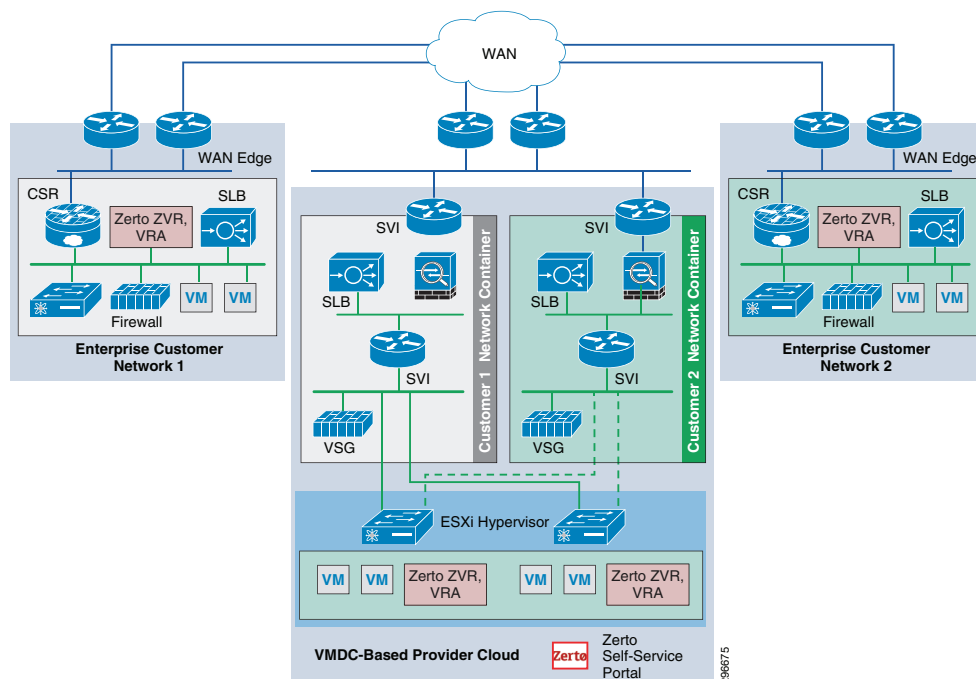 WAN
WAN Edge
CSR
SLB
Zerto ZVR,
VRA
VM
VM
Firewall
Enterprise Customer
Network 1
SVI
SLB
SVI
VSG
Customer 1 Network Container
SVI
SLB
SVI
VSG
Customer 2 Network Container
WAN Edge
CSR
SLB
Zerto ZVR,
VRA
VM
VM
Firewall
Enterprise Customer
Network 2
ESXi Hypervisor
VM
VM
Zerto ZVR,
VRA
VM
VM
Zerto ZVR,
VRA
VMDC-Based Provider Cloud
Zerto
Zerto
Self-Service
Portal